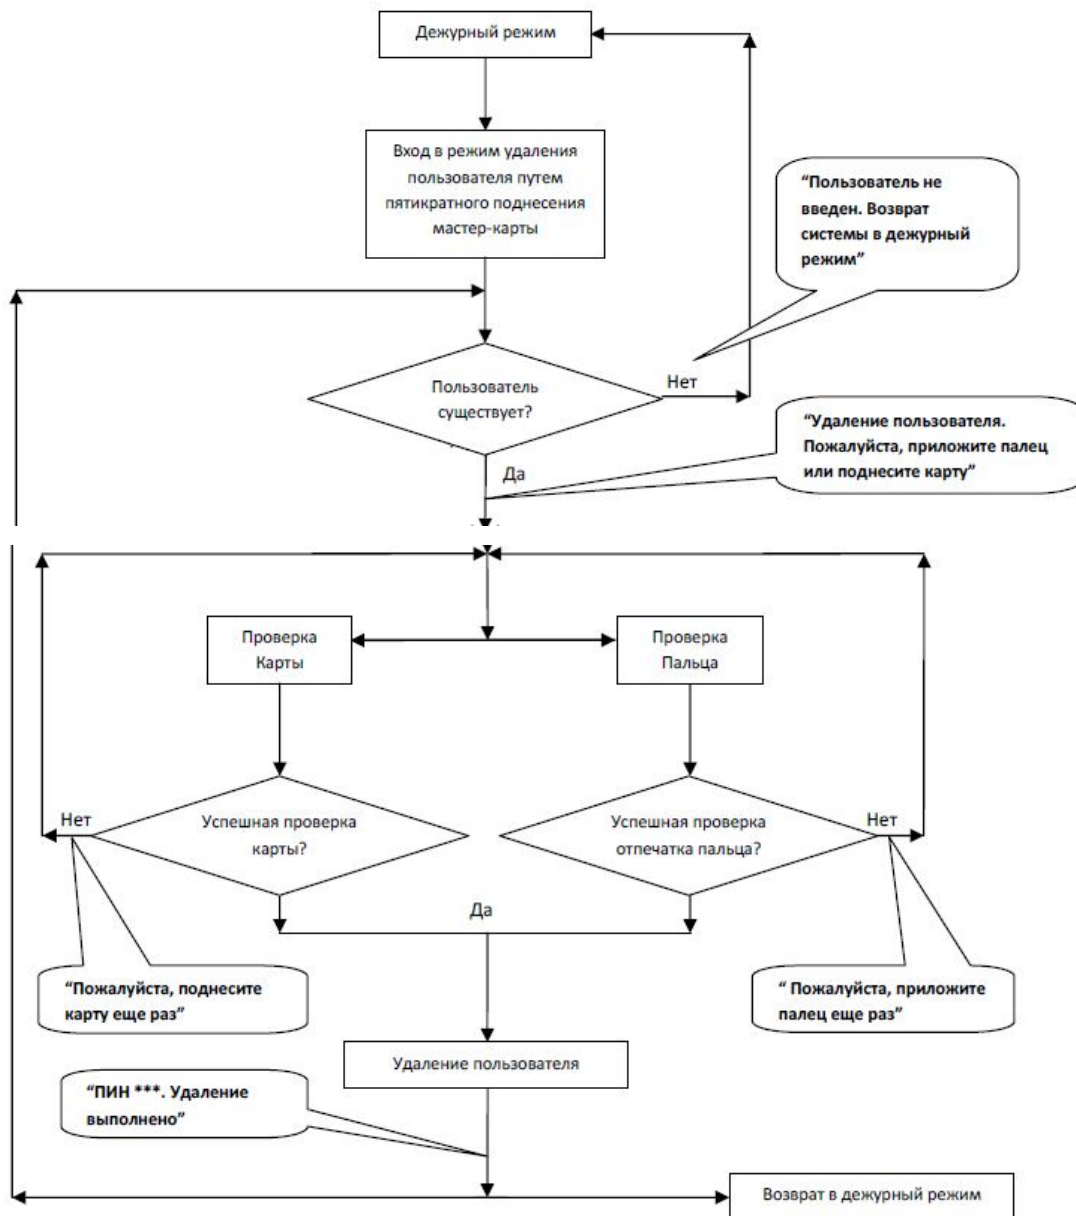 Дежурный режим
Вход в режим удаления
пользователя путем
пятикратного поднесения
мастер-карты
“Пользователь не
введен. Возврат
системы в дежурный
режим”
Пользователь
существует?
Нет
“Удаление пользователя.
Пожалуйста, приложите палец
или поднесите карту”
Да
Проверка
Карты
Проверка
Пальца
Нет
Успешная проверка
карты?
Успешная проверка
отпечатка пальца?
Нет
Да
“Пожалуйста, поднесите
карту еще раз”
“ Пожалуйста, приложите
палец еще раз”
Удаление пользователя
“ПИН ***. Удаление
выполнено”
Возврат в дежурный режим